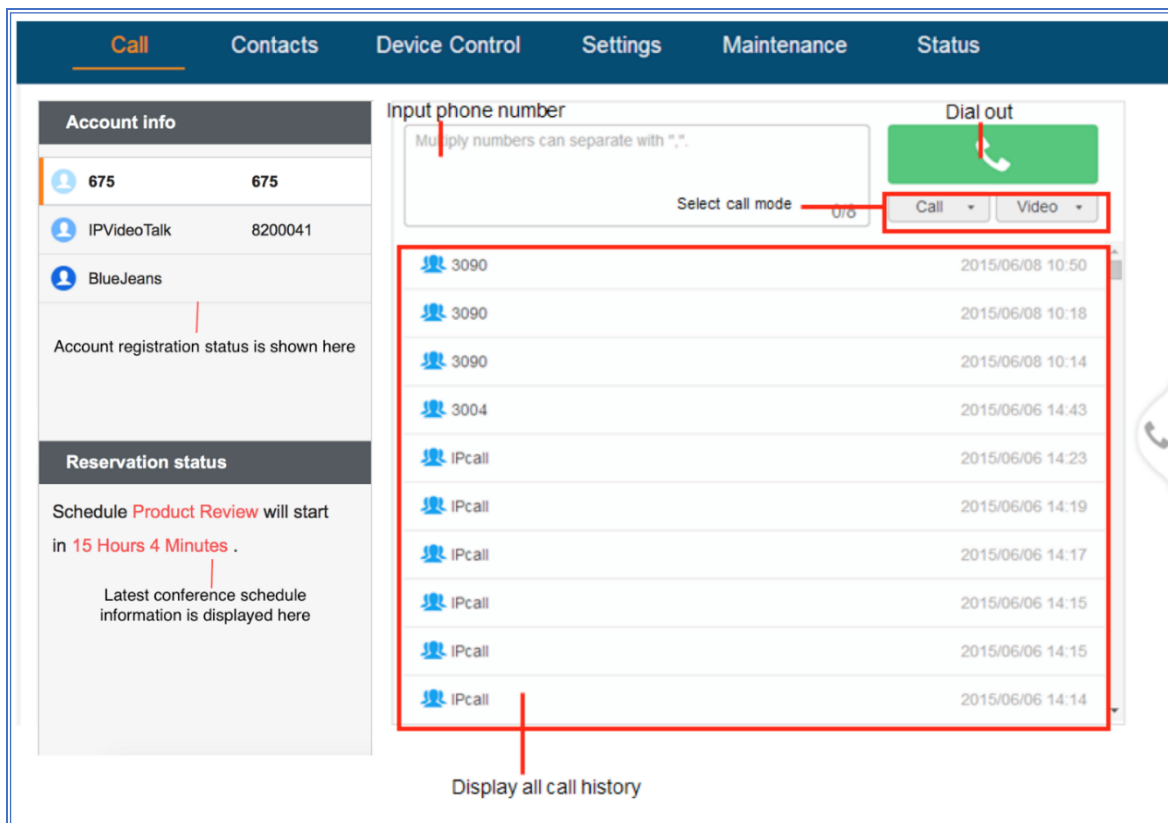 Call Contacts Device Control Settings Maintenance Status
Account info
675 675
IPVideoTalk 8200041
BlueJeans
Account registration status is shown here
Reservation status
Schedule Product Review will start
in 15 Hours 4 Minutes .
Latest conference schedule
information is displayed here
Input phone number
Multiply numbers can separate with ",".
0/8
Dial out
Select call mode
Call Video
3090 2015/06/08 10:50
3090 2015/06/08 10:18
3090 2015/06/08 10:14
3004 2015/06/06 14:43
IPcall 2015/06/06 14:23
IPcall 2015/06/06 14:19
IPcall 2015/06/06 14:17
IPcall 2015/06/06 14:15
IPcall 2015/06/06 14:15
IPcall 2015/06/06 14:14
Display all call history